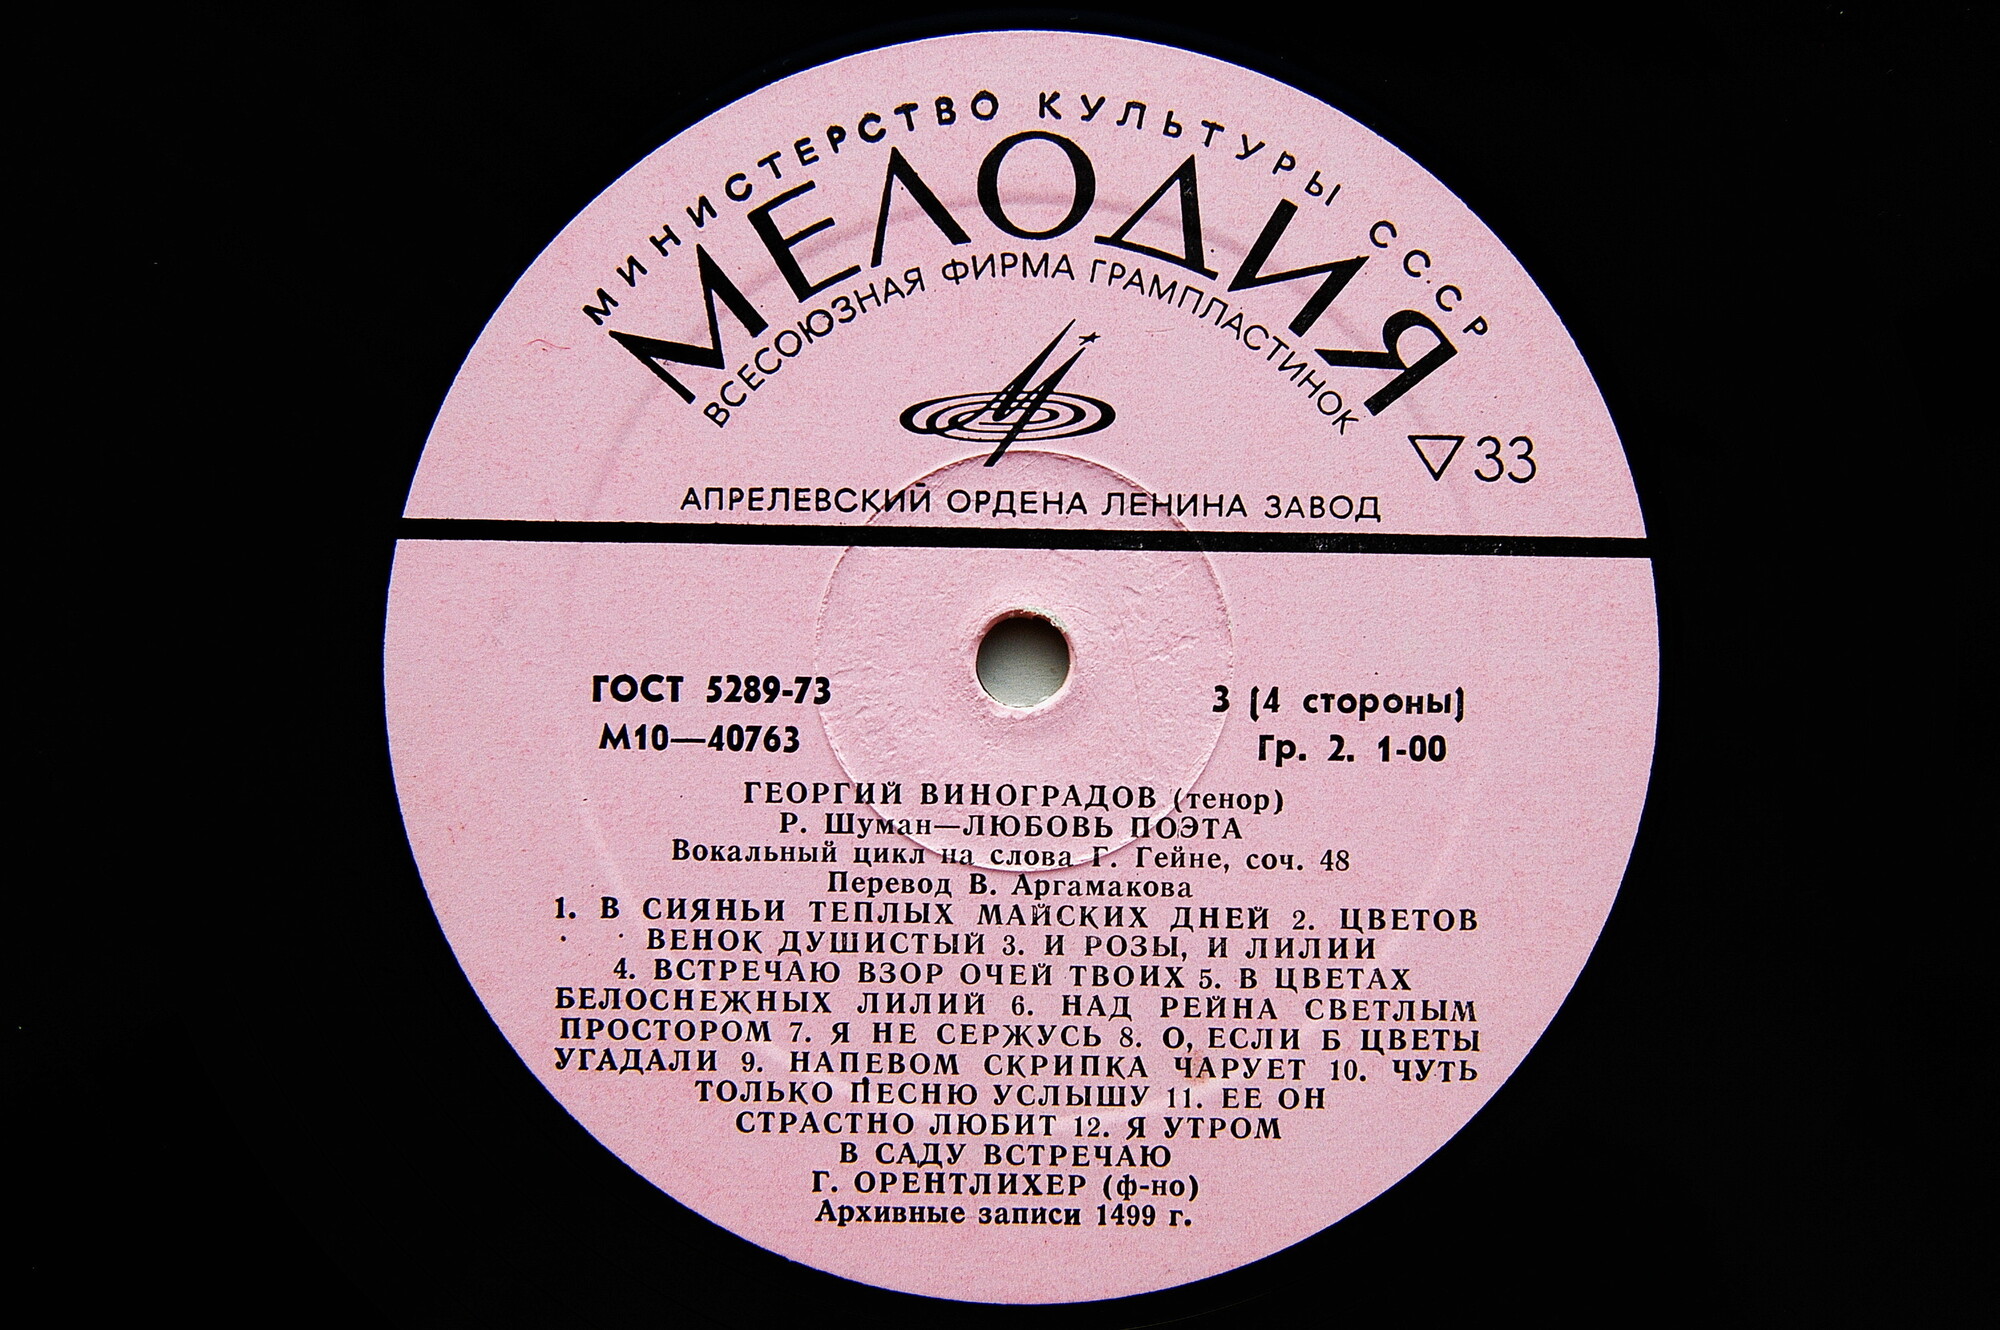 МИНИСТЕРСТВО КУЛЬТУРЫ СССР
МЕЛОДИЯ
ВСЕСОЮЗНАЯ ФИРМА ГРАМПЛАСТИНОК
33
АПРЕЛЕВСКИЙ ОРДЕНА ЛЕНИНА ЗАВОД
ГОСТ 5289-73
М10—40763
3 (4 стороны)
Гр. 2. 1-00
ГЕОРГИЙ ВИНОГРАДОВ (тенор)
Р. Шуман—ЛЮБОВЬ ПОЭТА
Вокальный цикл на слова Г. Гейне, соч. 48
Перевод В. Аргамакова
1. В СИЯНЬИ ТЕПЛЫХ МАЙСКИХ ДНЕЙ 2. ЦВЕТОВ
ВЕНОК ДУШИСТЫЙ 3. И РОЗЫ, И ЛИЛИИ
4. ВСТРЕЧАЮ ВЗОР ОЧЕЙ ТВОИХ 5. В ЦВЕТАХ
БЕЛОСНЕЖНЫХ ЛИЛИЙ 6. НАД РЕЙНА СВЕТЛЫМ
ПРОСТОРОМ 7. Я НЕ СЕРЖУСЬ 8. О, ЕСЛИ Б ЦВЕТЫ
УГАДАЛИ 9. НАПЕВОМ СКРИПКА ЧАРУЕТ 10. ЧУТЬ
ТОЛЬКО ПЕСНЮ УСЛЫШУ 11. ЕЕ ОН
СТРАСТНО ЛЮБИТ 12. Я УТРОМ
В САДУ ВСТРЕЧАЮ
Г. ОРЕНТЛИХЕР (ф-но)
Архивные записи 1499 г.